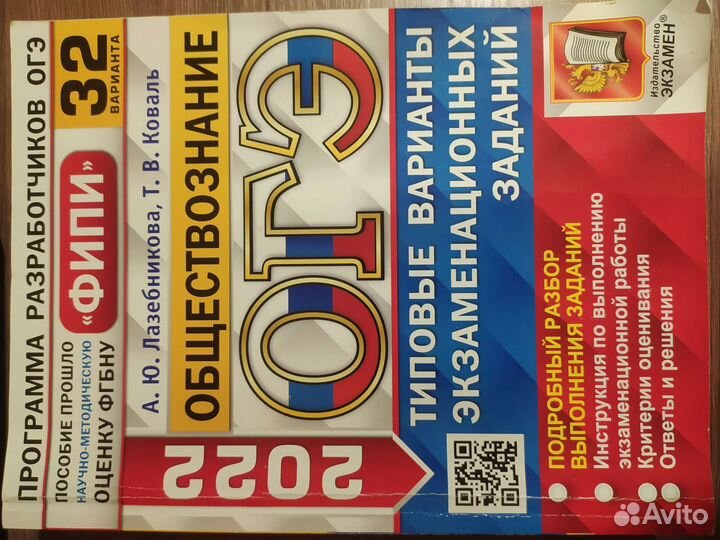 ПРОГРАММА РАЗРАБОТЧИКОВ ОГЭ
ПОСОБИЕ ПРОШЛО
НАУЧНО-МЕТОДИЧЕСКУЮ
ОЦЕНКУ ФГБНУ
«ФИПИ»
32
ВАРИАНТА
А. Ю. Лазебникова, Т. В. Коваль
ОБЩЕСТВОЗНАНИЕ
2022
ОГЭ
ТИПОВЫЕ ВАРИАНТЫ
ЭКЗАМЕНАЦИОННЫХ
ЗАДАНИЙ
ПОДРОБНЫЙ РАЗБОР
ВЫПОЛНЕНИЯ ЗАДАНИЙ
Инструкция по выполнению
экзаменационной работы
Критерии оценивания
Ответы и решения
Издательство
ЭКЗАМЕН®
Avito